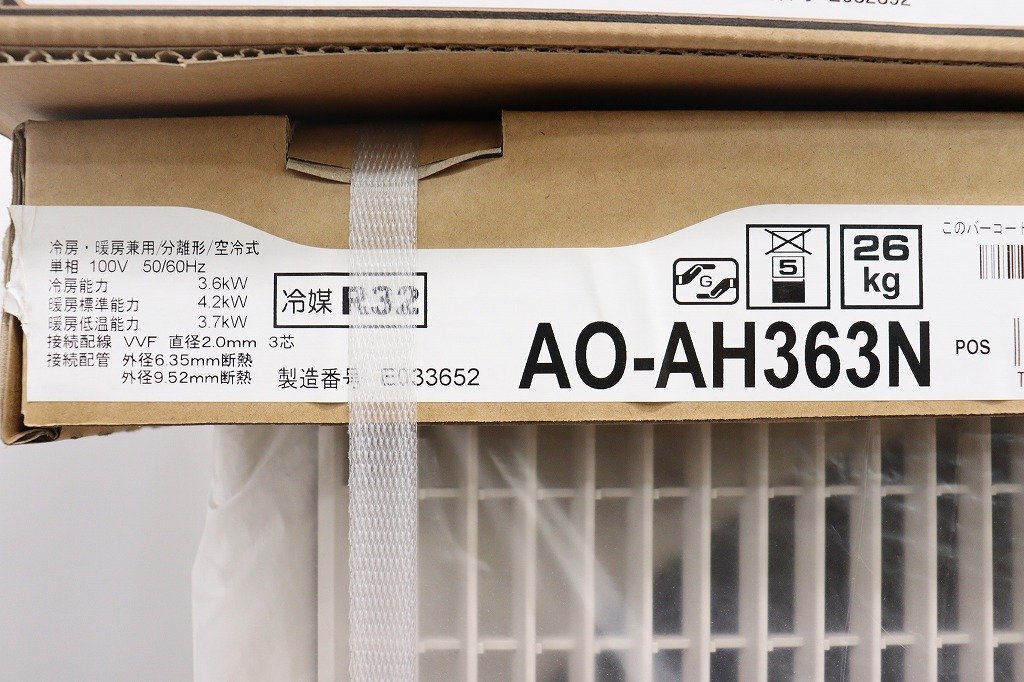 冷房・暖房兼用/分離形/空冷式
単相 100V 50/60Hz
冷房能力 3.6kW
暖房標準能力 4.2kW
暖房低温能力 3.7kW
接続配線 VVF 直径2.0mm 3芯
接続配管 外径6.35mm断熱
外径9.52mm断熱
冷媒 R32
製造番号 E033652
G
5
26
kg
AO-AH363N
POS
このバーコード